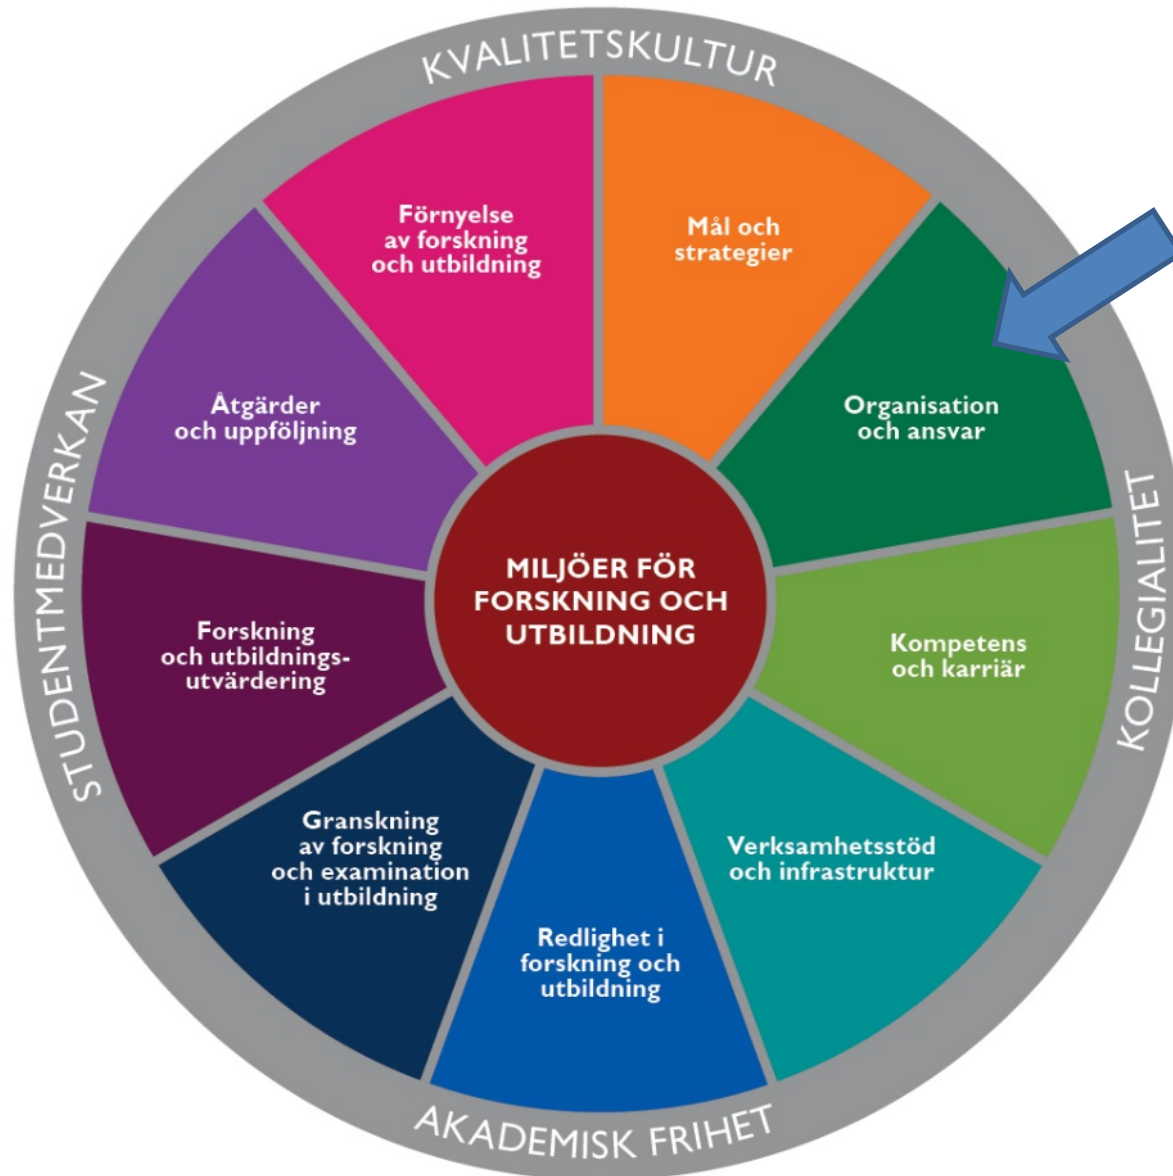 KVALITETSKULTUR
Mål och
strategier
Organisation
och ansvar
KOLLEGIALITET
Kompetens
och karriär
Verksamhetsstöd
och infrastruktur
Redlighet i
forskning och
utbildning
AKADEMISK FRIHET
Granskning
av forskning
och examination
i utbildning
Forskning
och utbildnings-
utvärdering
STUDENTMEDVERKAN
Åtgärder
och uppföljning
Förnyelse
av forskning
och utbildning
MILJÖER FÖR
FORSKNING OCH
UTBILDNING